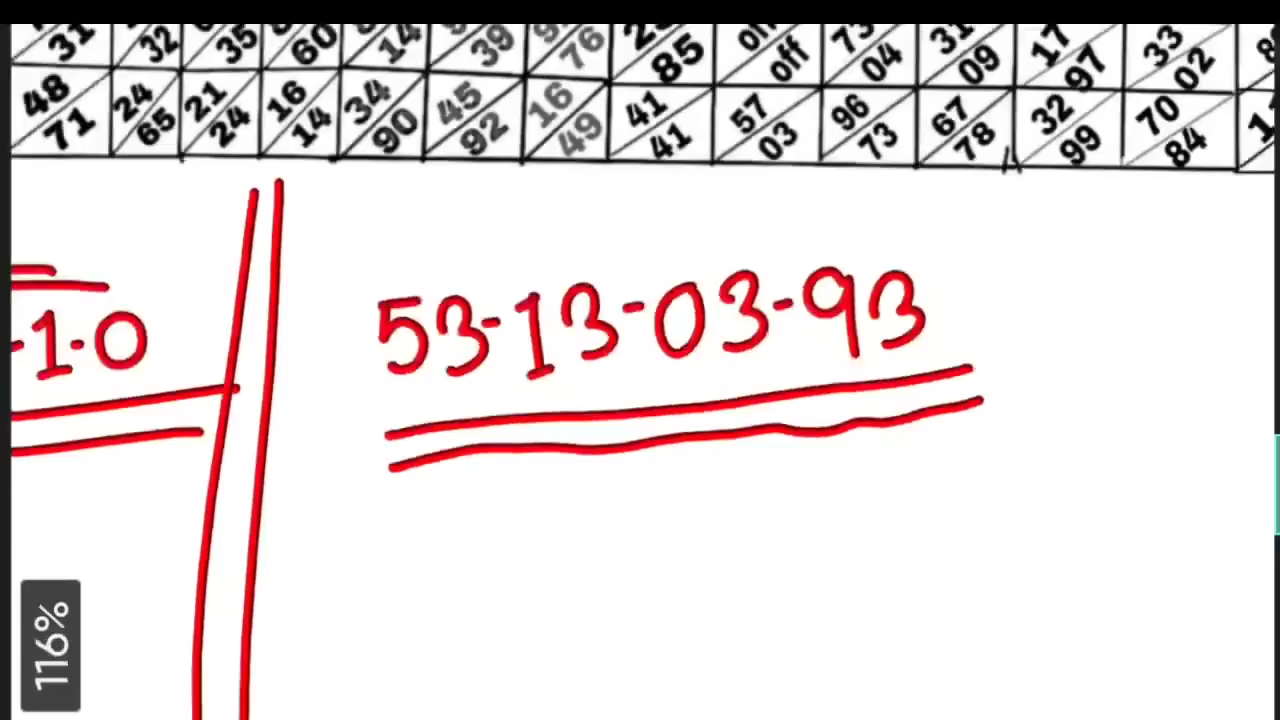 31 32 35 60 14 39 76 85 off 73 04 31 09 17 97 33 02
48 71 24 65 21 24 16 14 34 90 45 92 16 49 41 41 57 03 96 73 67 78 32 99 70 84
·1·0
53-13-03-93
116%